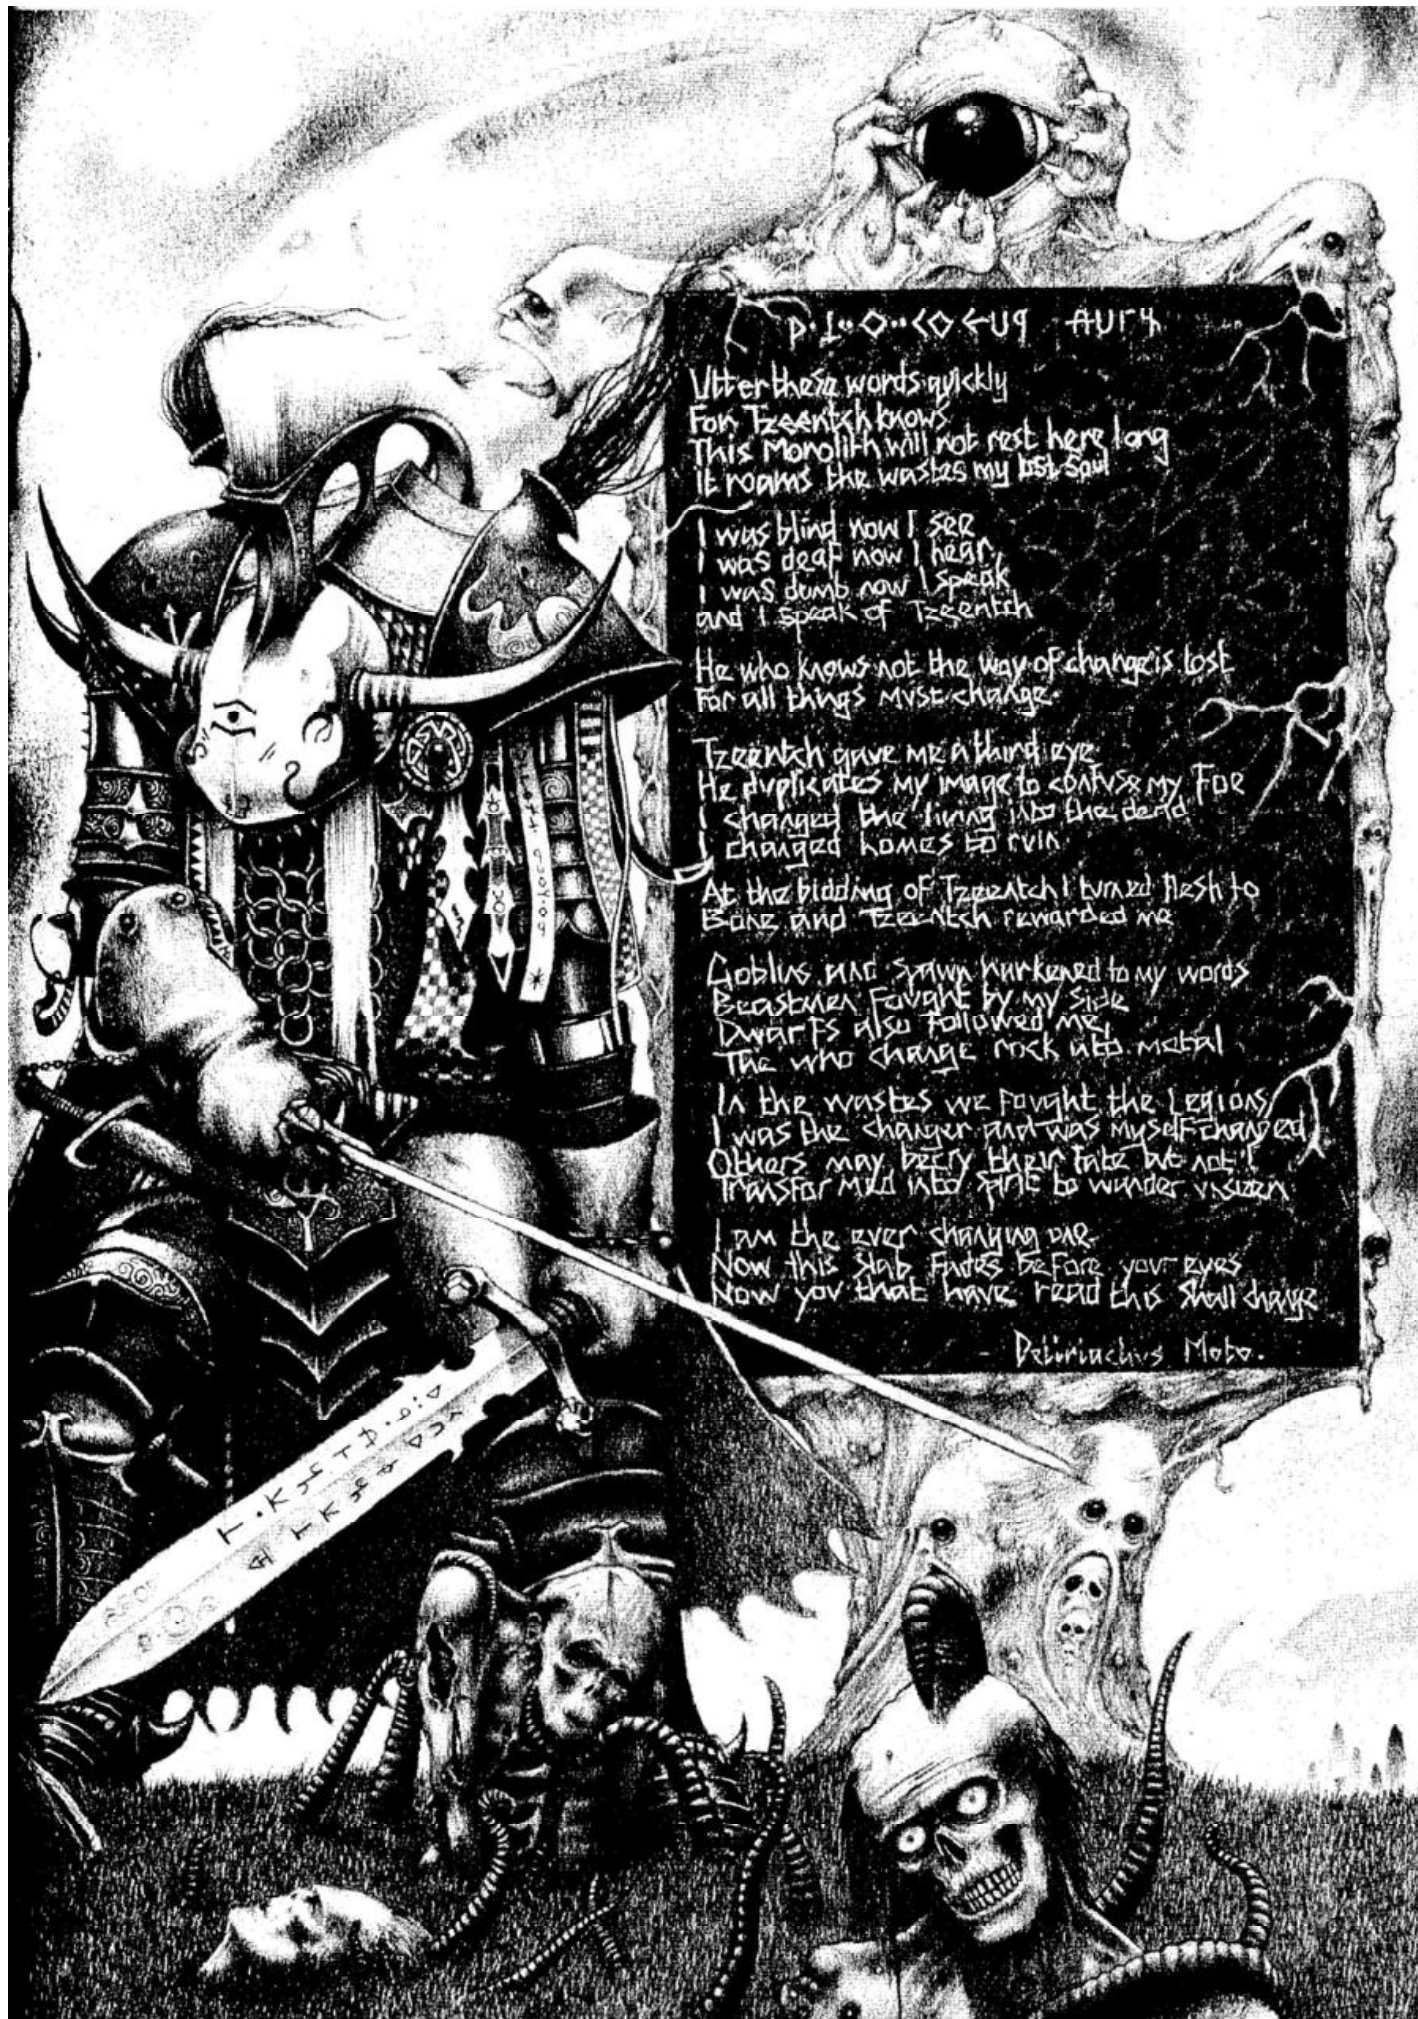 Utter these words quickly
For Tzeentch knows
This Monolith will not rest here long
It roams the wastes my lost Soul
I was blind now I see
I was deaf now I hear,
I was dumb now I speak
and I speak of Tzeentch
He who knows not the way of change is lost
For all things must change.
Tzeentch gave me a third eye
He duplicates my image to confuse my Foe
I changed the living into the dead
I changed homes to ruin
At the bidding of Tzeentch I turned flesh to
Bone and Tzeentch rewarded me
Goblins and Spawn harkened to my words
Beastmen Fought by my Side
Dwarfs also followed me,
The who change rock into metal
In the wastes we Fought the Legions
I was the changer and was myself changed
Others may decry their fate but not I
Transformed into Spirit to wander
I am the ever changing one.
Now this Slab Fades before your eyes
Now you that have read this Shall change
Moto.